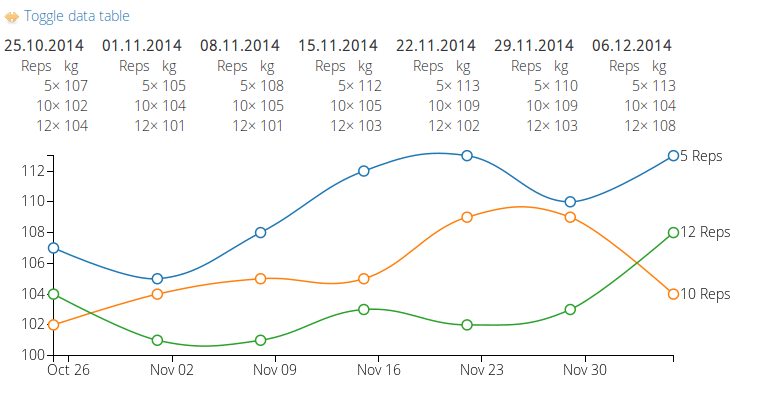 Toggle data table
25.10.2014 01.11.2014 08.11.2014 15.11.2014 22.11.2014 29.11.2014 06.12.2014
Reps kg Reps kg Reps kg Reps kg Reps kg Reps kg Reps kg
5× 107 5× 105 5× 108 5× 112 5× 113 5× 110 5× 113
10× 102 10× 104 10× 105 10× 105 10× 109 10× 109 10× 104
12× 104 12× 101 12× 101 12× 103 12× 102 12× 103 12× 108
5 Reps
112
110
108
12 Reps
106
104
10 Reps
102
100
Oct 26 Nov 02 Nov 09 Nov 16 Nov 23 Nov 30